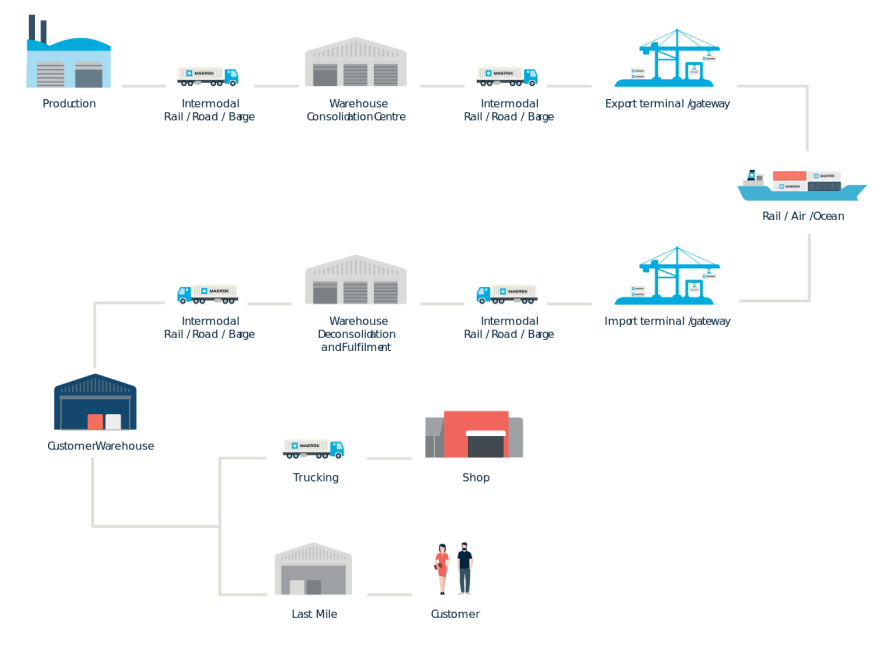 MAERSK
MAERSK
MAERSK
Production
Intermodal
Rail / Road / Barge
Warehouse
Consolidation Centre
Intermodal
Rail / Road / Barge
Export terminal /gateway
MAERSK
MAERSK
Rail / Air /Ocean
MAERSK
MAERSK
Intermodal
Rail / Road / Barge
Warehouse
Deconsolidation
and Fulfilment
Intermodal
Rail / Road / Barge
Import terminal /gateway
Customer Warehouse
MAERSK
Trucking
Shop
Last Mile
Customer